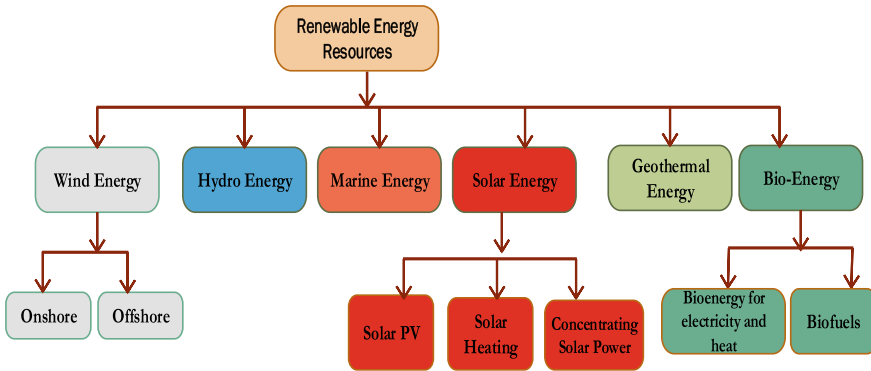 Renewable Energy
Resources
Wind Energy
Hydro Energy
Marine Energy
Solar Energy
Geothermal
Energy
Bio-Energy
Onshore
Offshore
Solar PV
Solar
Heating
Concentrating
Solar Power
Bioenergy for
electricity and
heat
Biofuels